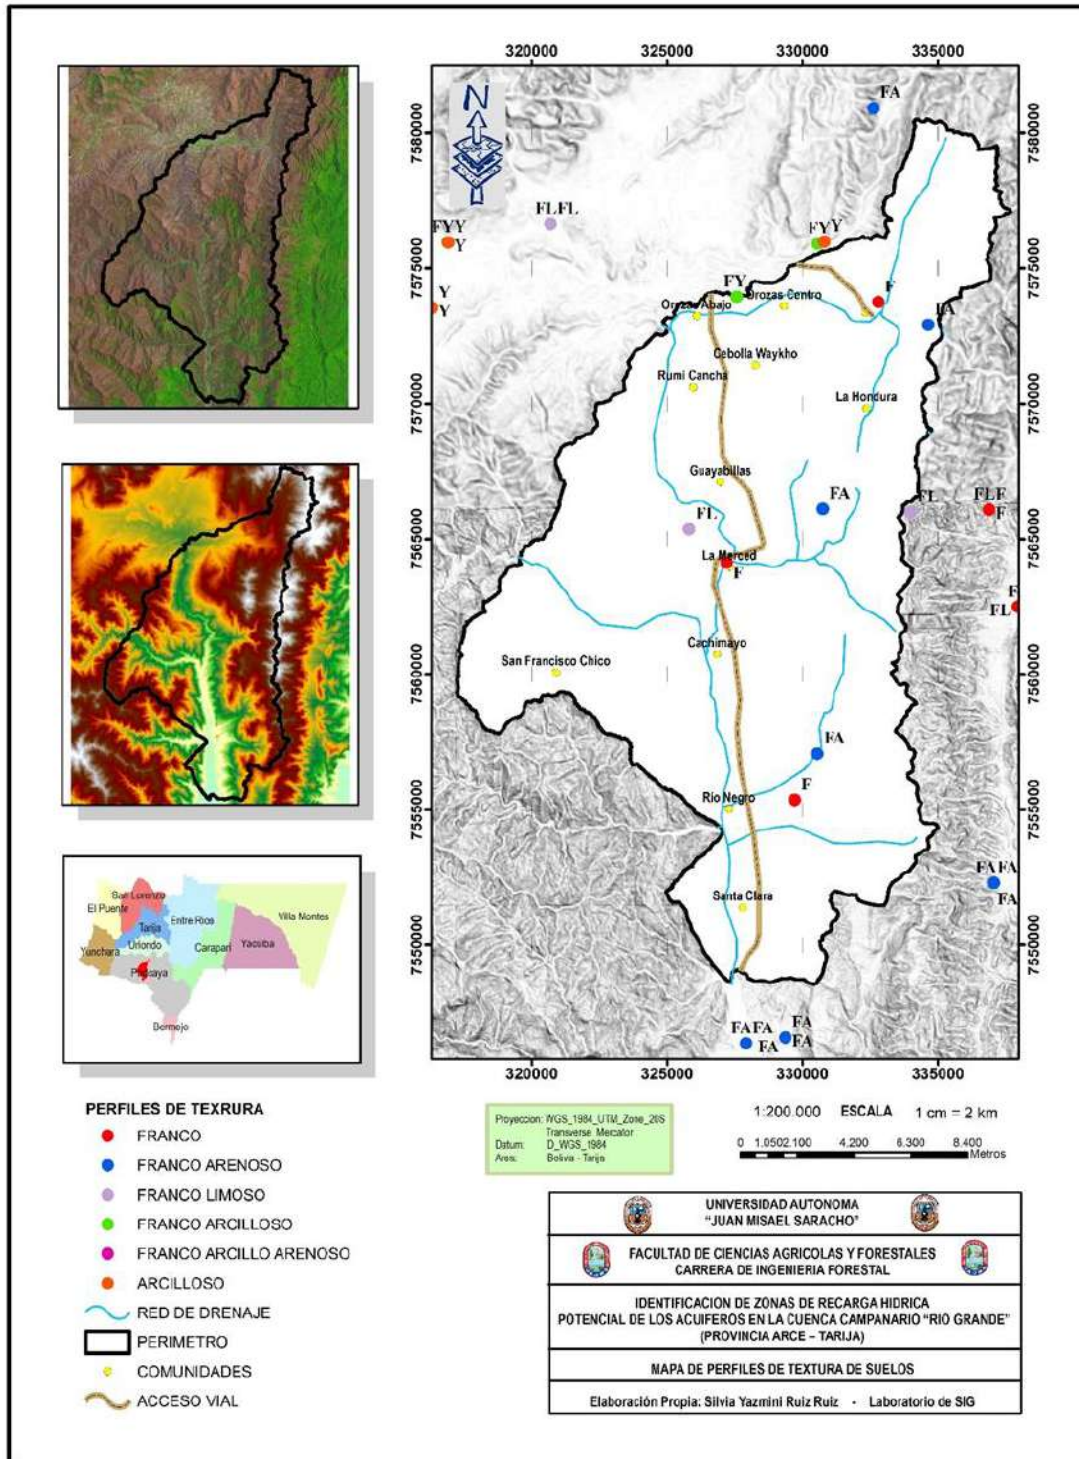 320000 325000 330000 335000
7580000 7580000
7575000 7575000
7570000 7570000
7565000 7565000
7560000 7560000
7555000 7555000
7550000 7550000
320000 325000 330000 335000
N
FA
FLFL
FYY
Y
FY Y
Y
Y
FY
F
FA
Orozas Abajo
Orozas Centro
Cebolla Waykho
Rumi Cancha
La Hondura
Guayabillas
FA
FL
FL
FLF
F
La Merced
F
F
FL
Cachimayo
San Francisco Chico
FA
F
Rio Negro
FA FA
FA
Santa Clara
FA FA
FA
FA
FA
San Lorenzo
El Puente
Tarija
Entre Rios
Villa Montes
Uriondo
Yunchara
Carapari
Yacuiba
Padcaya
Bermejo
PERFILES DE TEXRURA
FRANCO
FRANCO ARENOSO
FRANCO LIMOSO
FRANCO ARCILLOSO
FRANCO ARCILLO ARENOSO
ARCILLOSO
RED DE DRENAJE
PERIMETRO
COMUNIDADES
ACCESO VIAL
Proyeccion: WGS_1984_UTM_Zone_20S
Transverse Mercator
Datum: D_WGS_1984
Area: Bolivia - Tarija
1:200.000 ESCALA 1 cm = 2 km
0 1.0502.100 4.200 6.300 8.400
Metros
UNIVERSIDAD AUTONOMA
“JUAN MISAEL SARACHO”
FACULTAD DE CIENCIAS AGRICOLAS Y FORESTALES
CARRERA DE INGENIERIA FORESTAL
IDENTIFICACION DE ZONAS DE RECARGA HIDRICA
POTENCIAL DE LOS ACUIFEROS EN LA CUENCA CAMPANARIO “RIO GRANDE”
(PROVINCIA ARCE – TARIJA)
MAPA DE PERFILES DE TEXTURA DE SUELOS
Elaboración Propia: Silvia Yazmini Ruiz Ruiz - Laboratorio de SIG